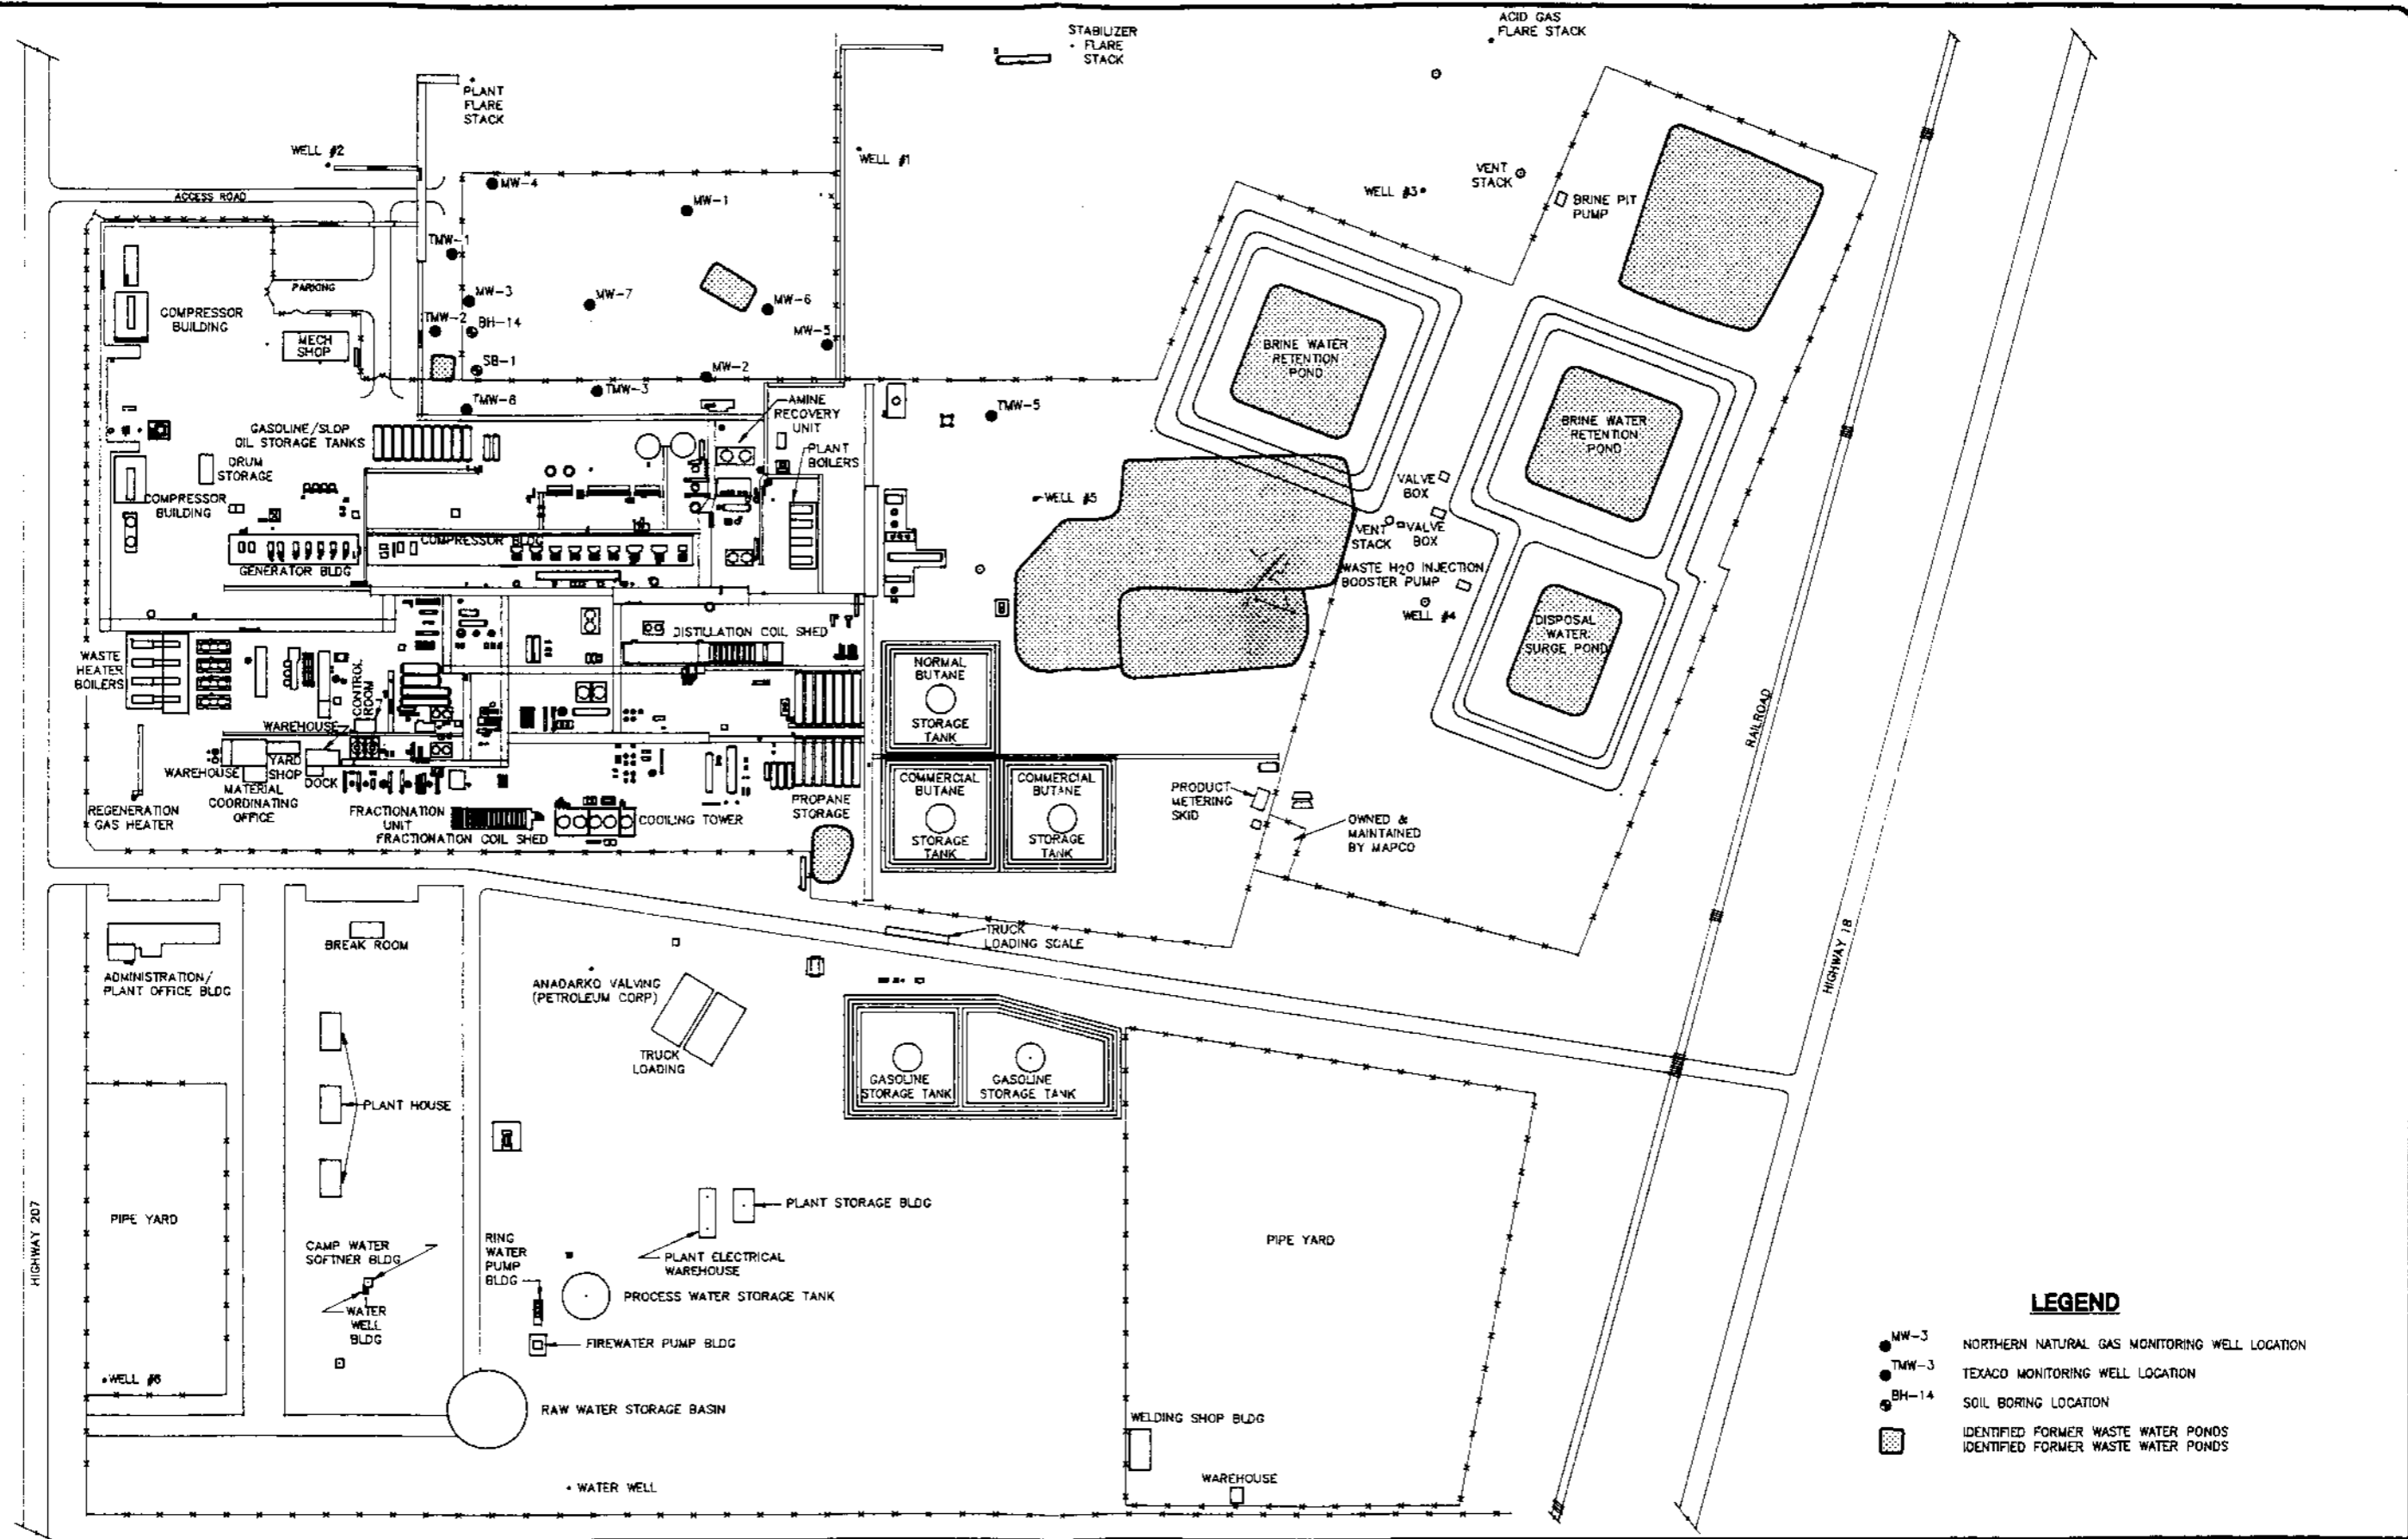 ACID GAS
FLARE STACK
STABILIZER
FLARE
STACK
PLANT
FLARE
STACK
WELL #2
WELL #1
ACCESS ROAD
MW-4
MW-1
WELL #3
VENT
STACK
BRINE PIT
PUMP
TMW-1
PARKING
MW-3
MW-7
MW-6
COMPRESSOR
BUILDING
TMW-2
BH-14
MW-5
MECH
SHOP
SB-1
MW-2
TMW-3
BRINE WATER
RETENTION
POND
TMW-6
AMINE
RECOVERY
UNIT
TMW-5
BRINE WATER
RETENTION
POND
GASOLINE/SLOP
OIL STORAGE TANKS
PLANT
BOILERS
DRUM
STORAGE
COMPRESSOR
BUILDING
WELL #5
VALVE
BOX
VENT
STACK
VALVE
BOX
COMPRESSOR BLDG
GENERATOR BLDG
WASTE H2O INJECTION
BOOSTER PUMP
WELL #4
DISPOSAL
WATER
SURGE POND
DISTILLATION COIL SHED
WASTE
HEATER
BOILERS
CONTROL
ROOM
NORMAL
BUTANE
STORAGE
TANK
WAREHOUSE
WAREHOUSE
YARD
SHOP
DOCK
MATERIAL
COORDINATING
OFFICE
REGENERATION
GAS HEATER
FRACTIONATION
UNIT
FRACTIONATION COIL SHED
COOLING TOWER
PROPANE
STORAGE
COMMERCIAL
BUTANE
STORAGE
TANK
COMMERCIAL
BUTANE
STORAGE
TANK
PRODUCT
METERING
SKID
OWNED &
MAINTAINED
BY MAPCO
RAILROAD
HIGHWAY 18
BREAK ROOM
TRUCK
LOADING SCALE
ADMINISTRATION/
PLANT OFFICE BLDG
ANADARKO VALVING
(PETROLEUM CORP)
TRUCK
LOADING
GASOLINE
STORAGE TANK
GASOLINE
STORAGE TANK
PLANT HOUSE
PLANT STORAGE BLDG
HIGHWAY 207
PIPE YARD
PIPE YARD
CAMP WATER
SOFTNER BLDG
RING
WATER
PUMP
BLDG
PLANT ELECTRICAL
WAREHOUSE
PROCESS WATER STORAGE TANK
WATER
WELL
BLDG
FIREWATER PUMP BLDG
WELL #6
RAW WATER STORAGE BASIN
WELDING SHOP BLDG
WAREHOUSE
WATER WELL
LEGEND
MW-3 NORTHERN NATURAL GAS MONITORING WELL LOCATION
TMW-3 TEXACO MONITORING WELL LOCATION
BH-14 SOIL BORING LOCATION
IDENTIFIED FORMER WASTE WATER PONDS
IDENTIFIED FORMER WASTE WATER PONDS